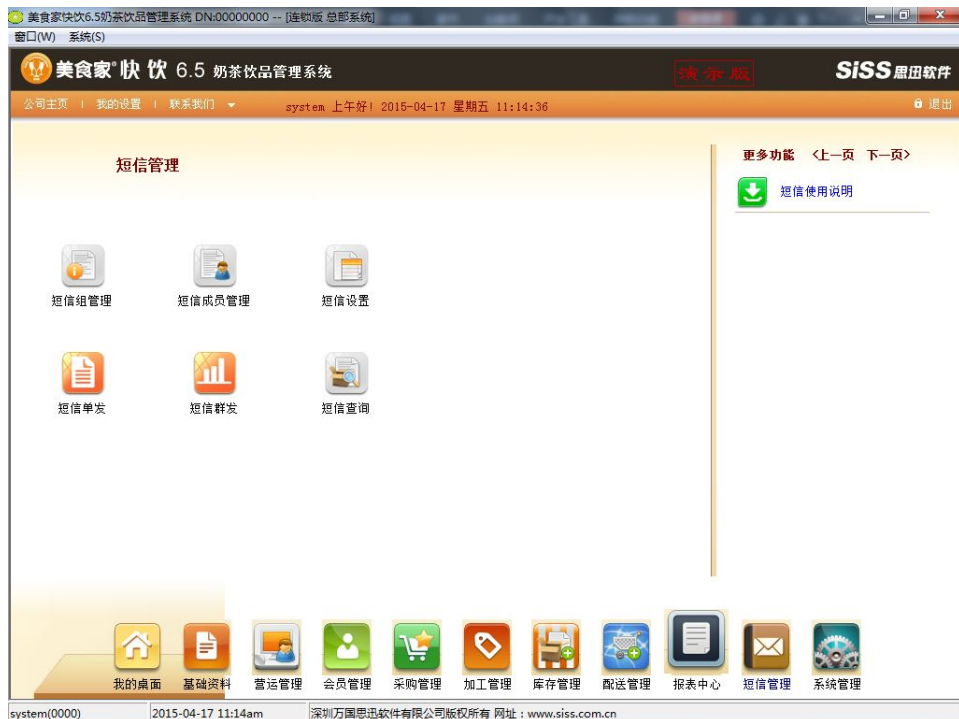 美食家快饮6.5奶茶饮品管理系统 DN:00000000 -- [连锁版 总部系统]
窗口(W) 系统(S)
美食家®快饮 6.5 奶茶饮品管理系统 演示版 SiSS思迅软件
公司主页 | 我的设置 | 联系我们 system 上午好! 2015-04-17 星期五 11:14:36 退出
短信管理
更多功能 <上一页 下一页>
短信使用说明
短信组管理 短信成员管理 短信设置
短信单发 短信群发 短信查询
我的桌面 基础资料 营运管理 会员管理 采购管理 加工管理 库存管理 配送管理 报表中心 短信管理 系统管理
system(0000) 2015-04-17 11:14am 深圳万国思迅软件有限公司版权所有 网址：www.siss.com.cn